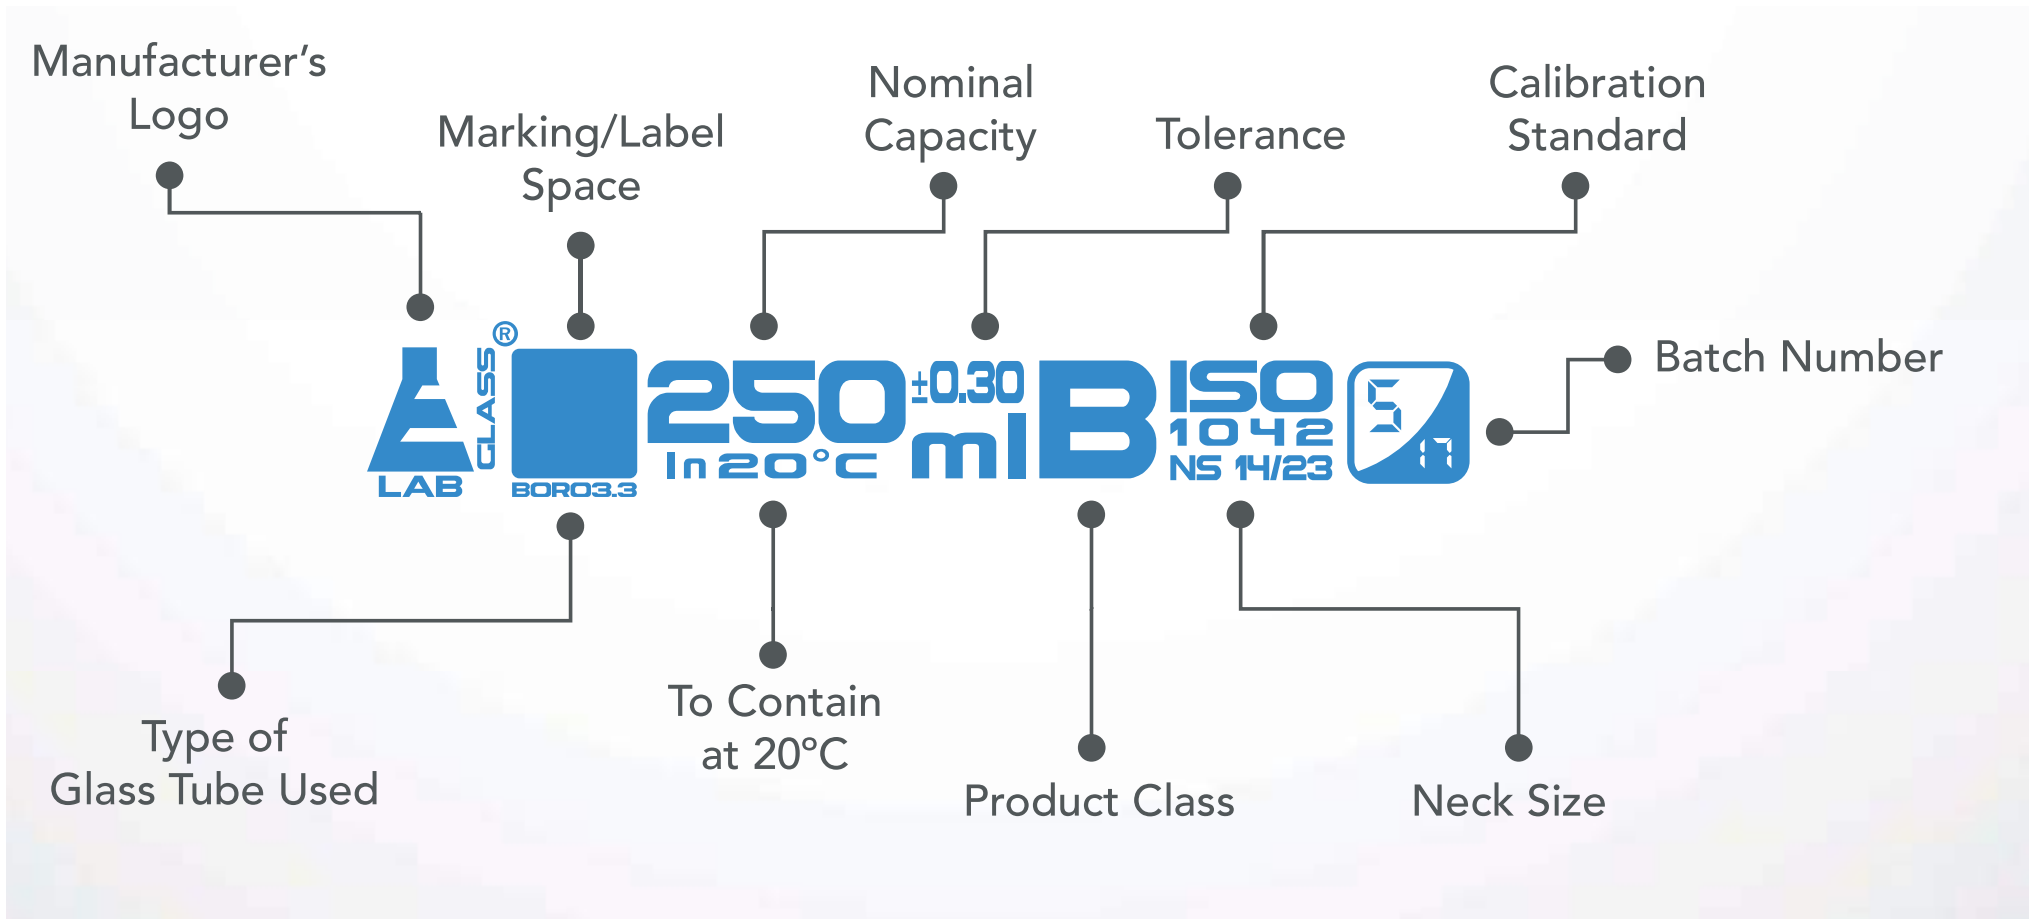 Manufacturer's
Logo
Marking/Label
Space
Nominal
Capacity
Tolerance
Calibration
Standard
Batch Number
LAB
GLASS®
BORO3.3
250
±0.30
ml
In 20°C
B
ISO
1042
NS 14/23
5
17
Type of
Glass Tube Used
To Contain
at 20°C
Product Class
Neck Size